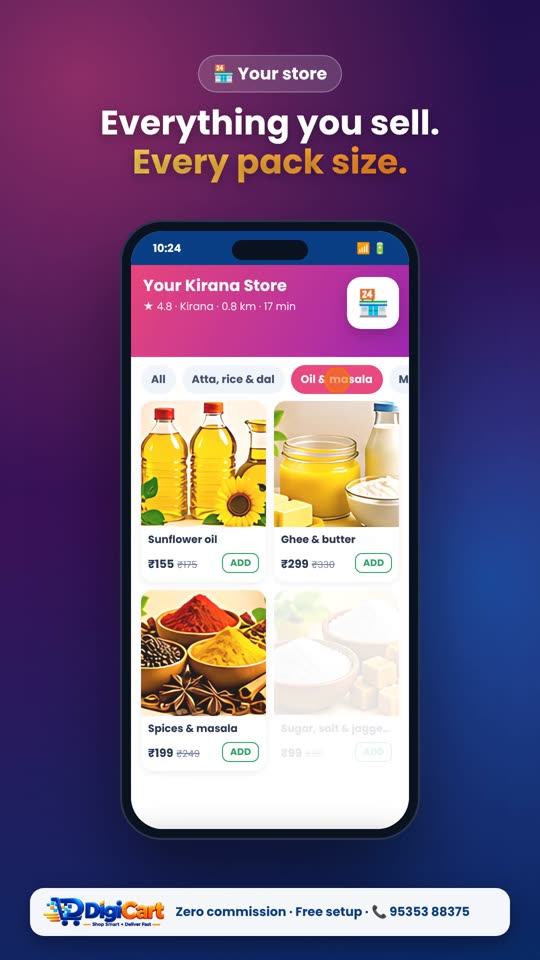 🏪 Your store
Everything you sell.
Every pack size.
10:24
Your Kirana Store
★ 4.8 · Kirana · 0.8 km · 17 min
24
All
Atta, rice & dal
Oil & masala
M
Sunflower oil
₹155 ₹175
ADD
Ghee & butter
₹299 ₹330
ADD
Spices & masala
₹199 ₹249
ADD
Sugar, salt & jagge...
₹99
ADD
DigiCart
Shop Smart • Deliver Fast
Zero commission · Free setup · 📞 95353 88375